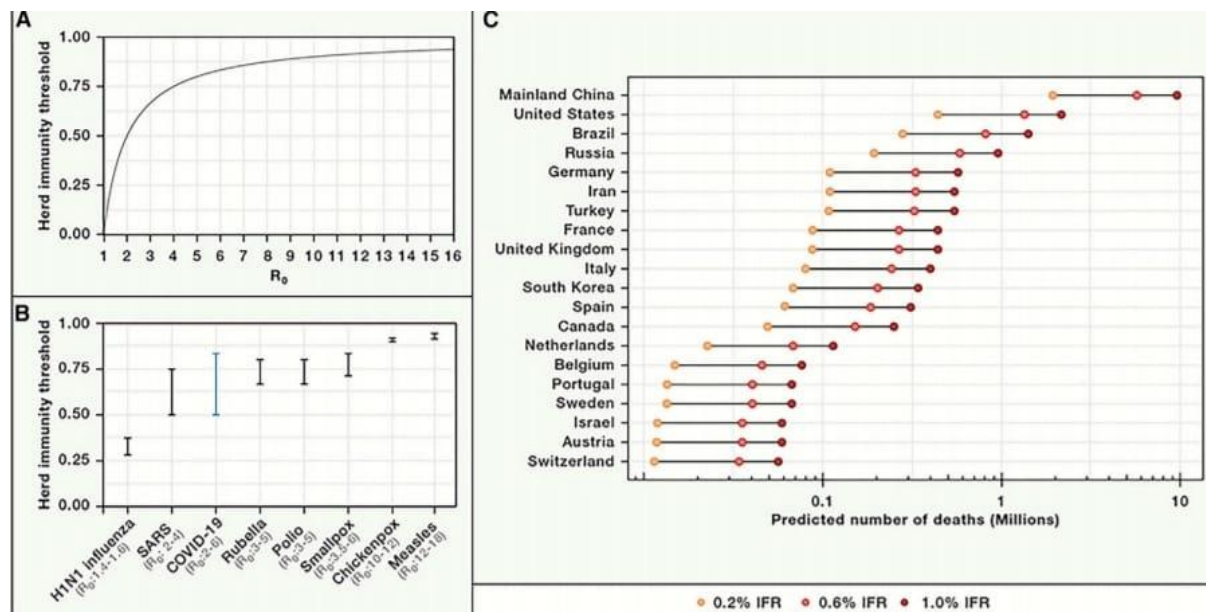 A
1.00
0.75
0.50
0.25
0.00
Herd immunity threshold
1 2 3 4 5 6 7 8 9 10 11 12 13 14 15 16
R0
B
1.00
0.75
0.50
0.25
0.00
Herd immunity threshold
H1N1 influenza
(R0:1.4-1.6)
SARS
(R0: 2-4)
COVID-19
(R0:2-6)
Rubella
(R0:3-5)
Polio
(R0:3-5)
Smallpox
(R0:3.5-6)
Chickenpox
(R0:10-12)
Measles
(R0:12-18)
C
Mainland China
United States
Brazil
Russia
Germany
Iran
Turkey
France
United Kingdom
Italy
South Korea
Spain
Canada
Netherlands
Belgium
Portugal
Sweden
Israel
Austria
Switzerland
0.1 1 10
Predicted number of deaths (Millions)
0.2% IFR 0.6% IFR 1.0% IFR